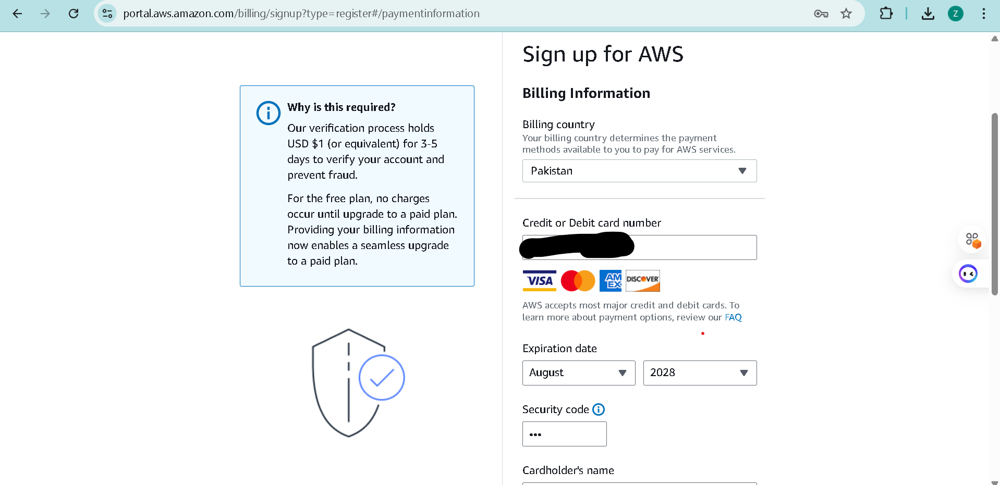 portal.aws.amazon.com/billing/signup?type=register#/paymentinformation
Z
Sign up for AWS
Why is this required?
Our verification process holds
USD $1 (or equivalent) for 3-5
days to verify your account and
prevent fraud.
For the free plan, no charges
occur until upgrade to a paid plan.
Providing your billing information
now enables a seamless upgrade
to a paid plan.
Billing Information
Billing country
Your billing country determines the payment
methods available to you to pay for AWS services.
Pakistan
Credit or Debit card number
VISA AM EX DISCOVER
AWS accepts most major credit and debit cards. To
learn more about payment options, review our FAQ
Expiration date
August 2028
Security code
•••
Cardholder's name